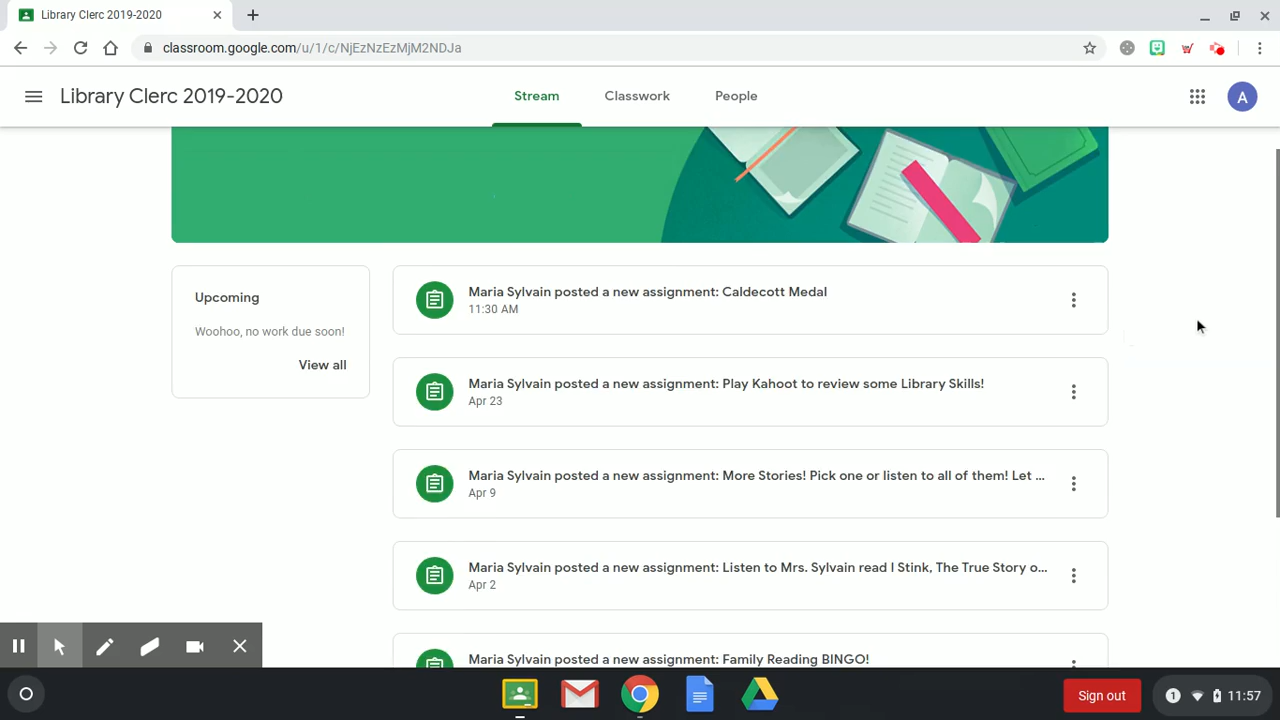 Library Clerc 2019-2020
classroom.google.com/u/1/c/NjEzNzEzMjM2NDJa
Library Clerc 2019-2020
Stream
Classwork
People
A
Upcoming
Woohoo, no work due soon!
View all
Maria Sylvain posted a new assignment: Caldecott Medal
11:30 AM
Maria Sylvain posted a new assignment: Play Kahoot to review some Library Skills!
Apr 23
Maria Sylvain posted a new assignment: More Stories! Pick one or listen to all of them! Let ...
Apr 9
Maria Sylvain posted a new assignment: Listen to Mrs. Sylvain read I Stink, The True Story o...
Apr 2
Maria Sylvain posted a new assignment: Family Reading BINGO!
Sign out
1
11:57